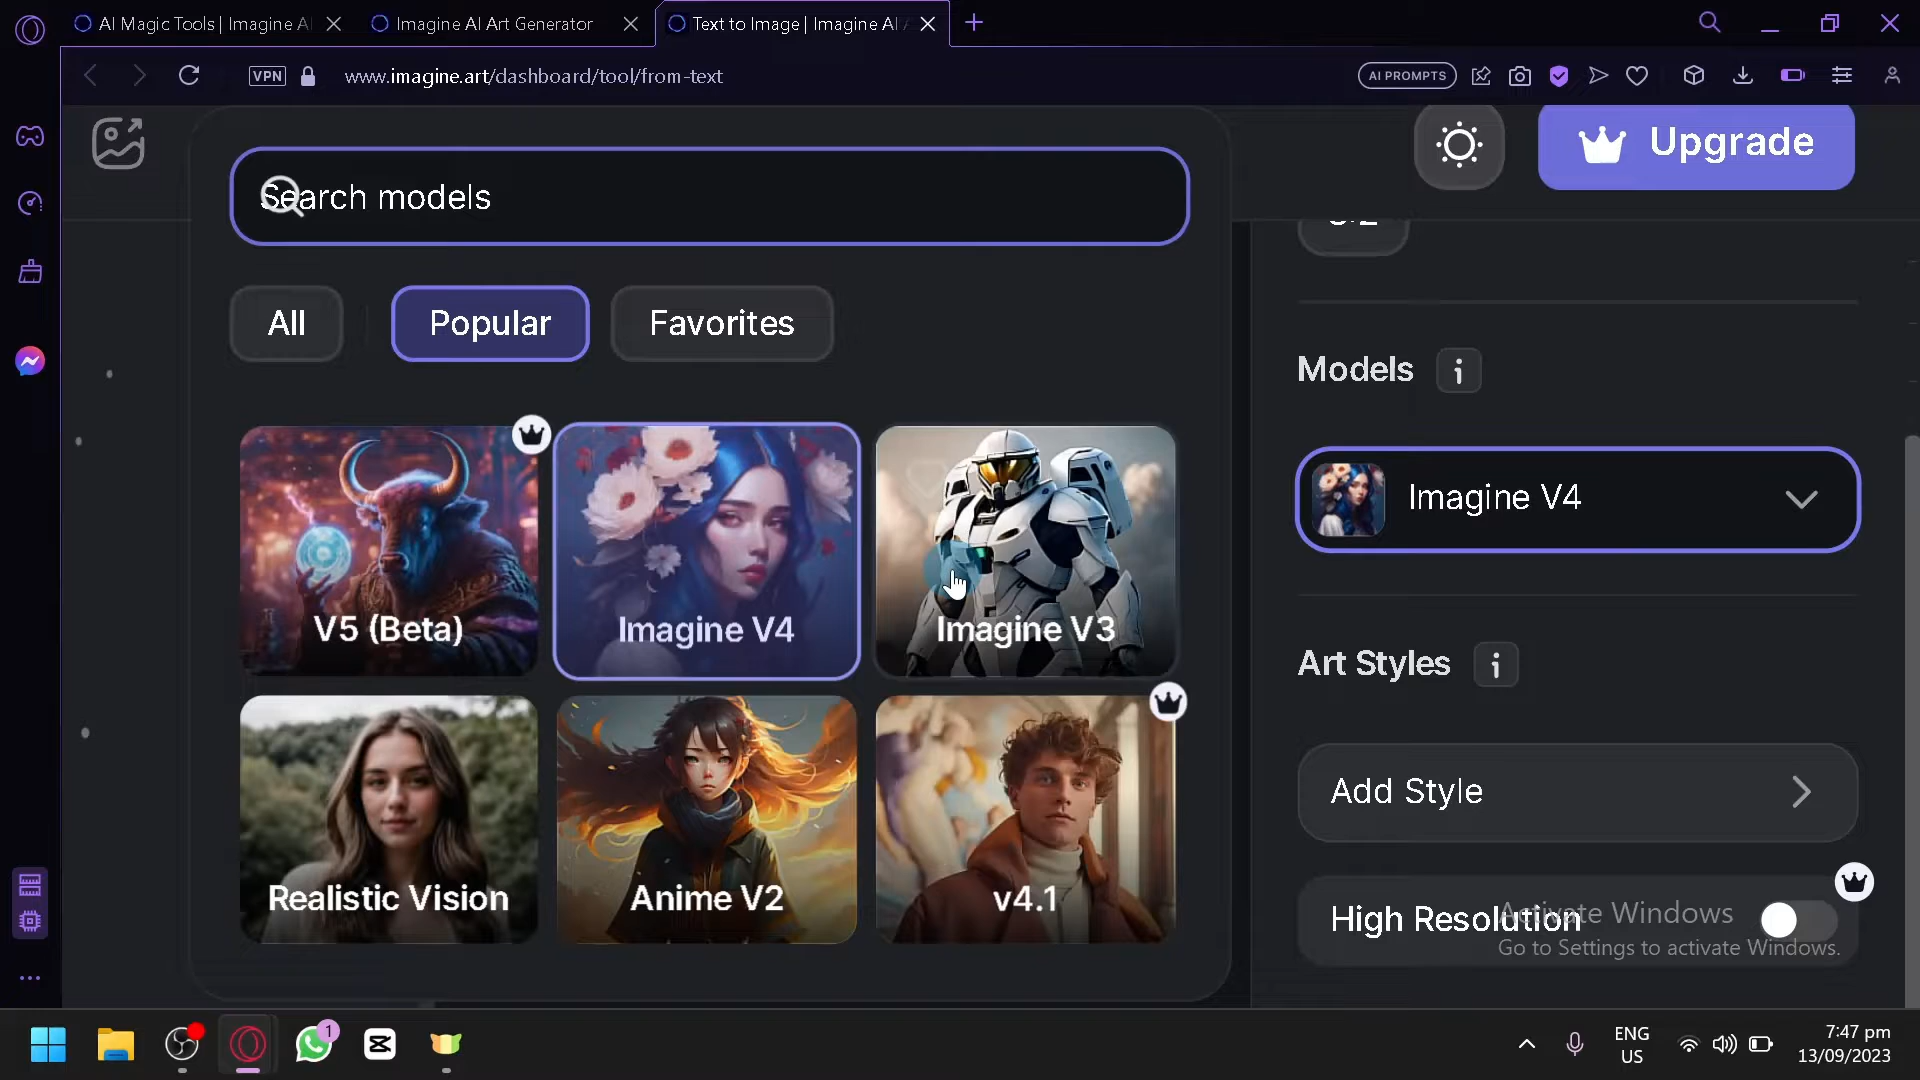 AI Magic Tools | Imagine AI
Imagine AI Art Generator
Text to Image | Imagine AI
VPN
www.imagine.art/dashboard/tool/from-text
AI PROMPTS
Search models
Upgrade
All
Popular
Favorites
Models
i
V5 (Beta)
Imagine V4
Imagine V3
Imagine V4
Art Styles
i
Realistic Vision
Anime V2
v4.1
Add Style
High Resolution
Activate Windows
Go to Settings to activate Windows.
1
ENG
US
7:47 pm
13/09/2023